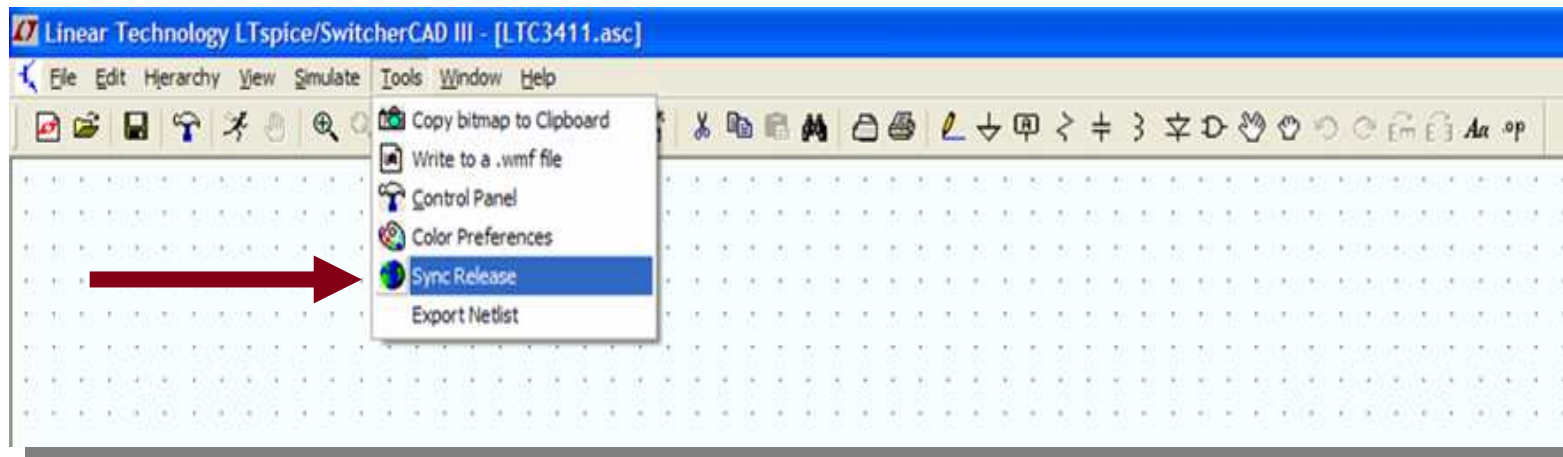 Linear Technology LTspice/SwitcherCAD III - [LTC3411.asc]
File Edit Hierarchy View Simulate Tools Window Help
Copy bitmap to Clipboard
Write to a .wmf file
Control Panel
Color Preferences
Sync Release
Export Netlist
Aa .op